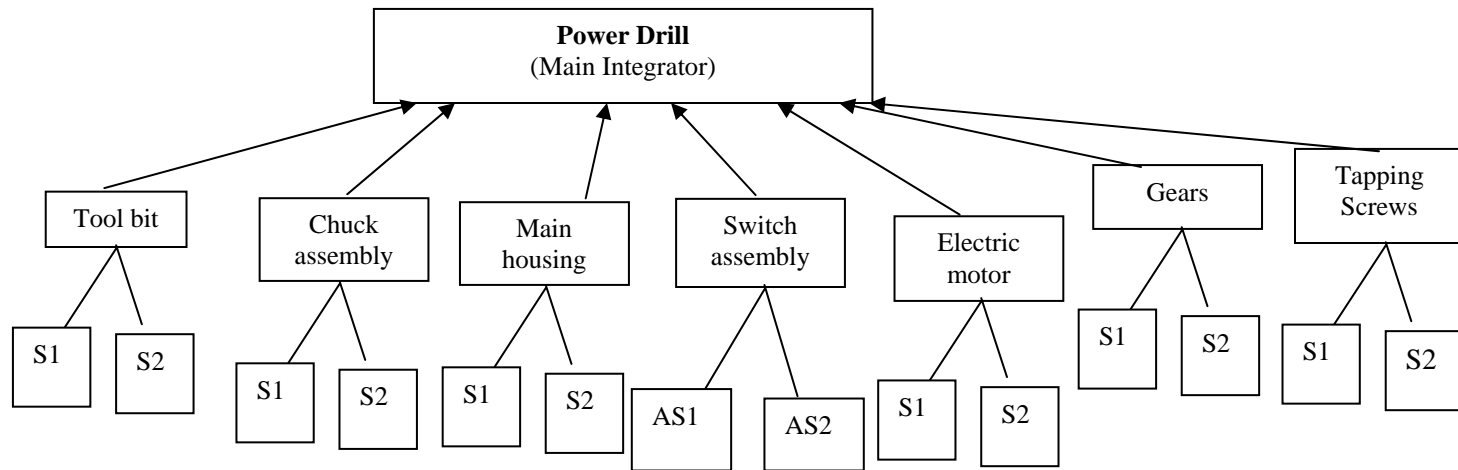 Power Drill
(Main Integrator)
Tool bit
Chuck
assembly
Main
housing
Switch
assembly
Electric
motor
Gears
Tapping
Screws
S1
S2
S1
S2
S1
S2
AS1
AS2
S1
S2
S1
S2
S1
S2